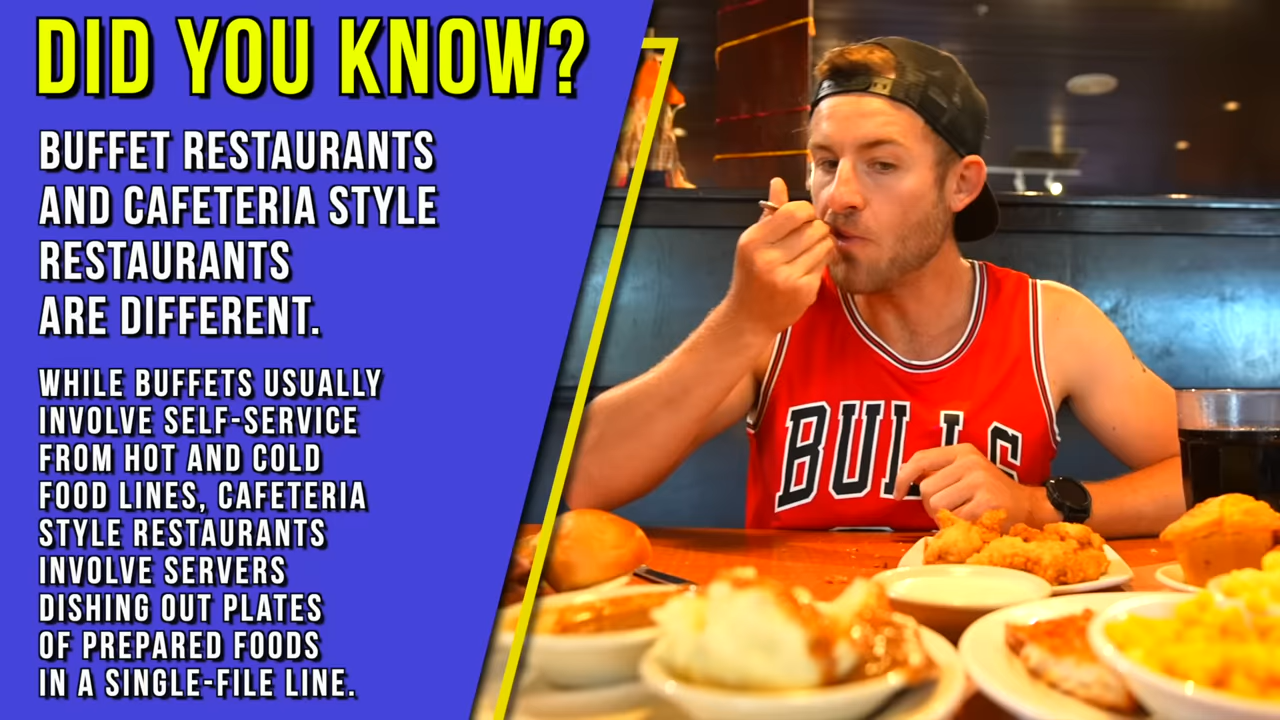 DID YOU KNOW?
BUFFET RESTAURANTS
AND CAFETERIA STYLE
RESTAURANTS
ARE DIFFERENT.
WHILE BUFFETS USUALLY
INVOLVE SELF-SERVICE
FROM HOT AND COLD
FOOD LINES, CAFETERIA
STYLE RESTAURANTS
INVOLVE SERVERS
DISHING OUT PLATES
OF PREPARED FOODS
IN A SINGLE-FILE LINE.
BULLS